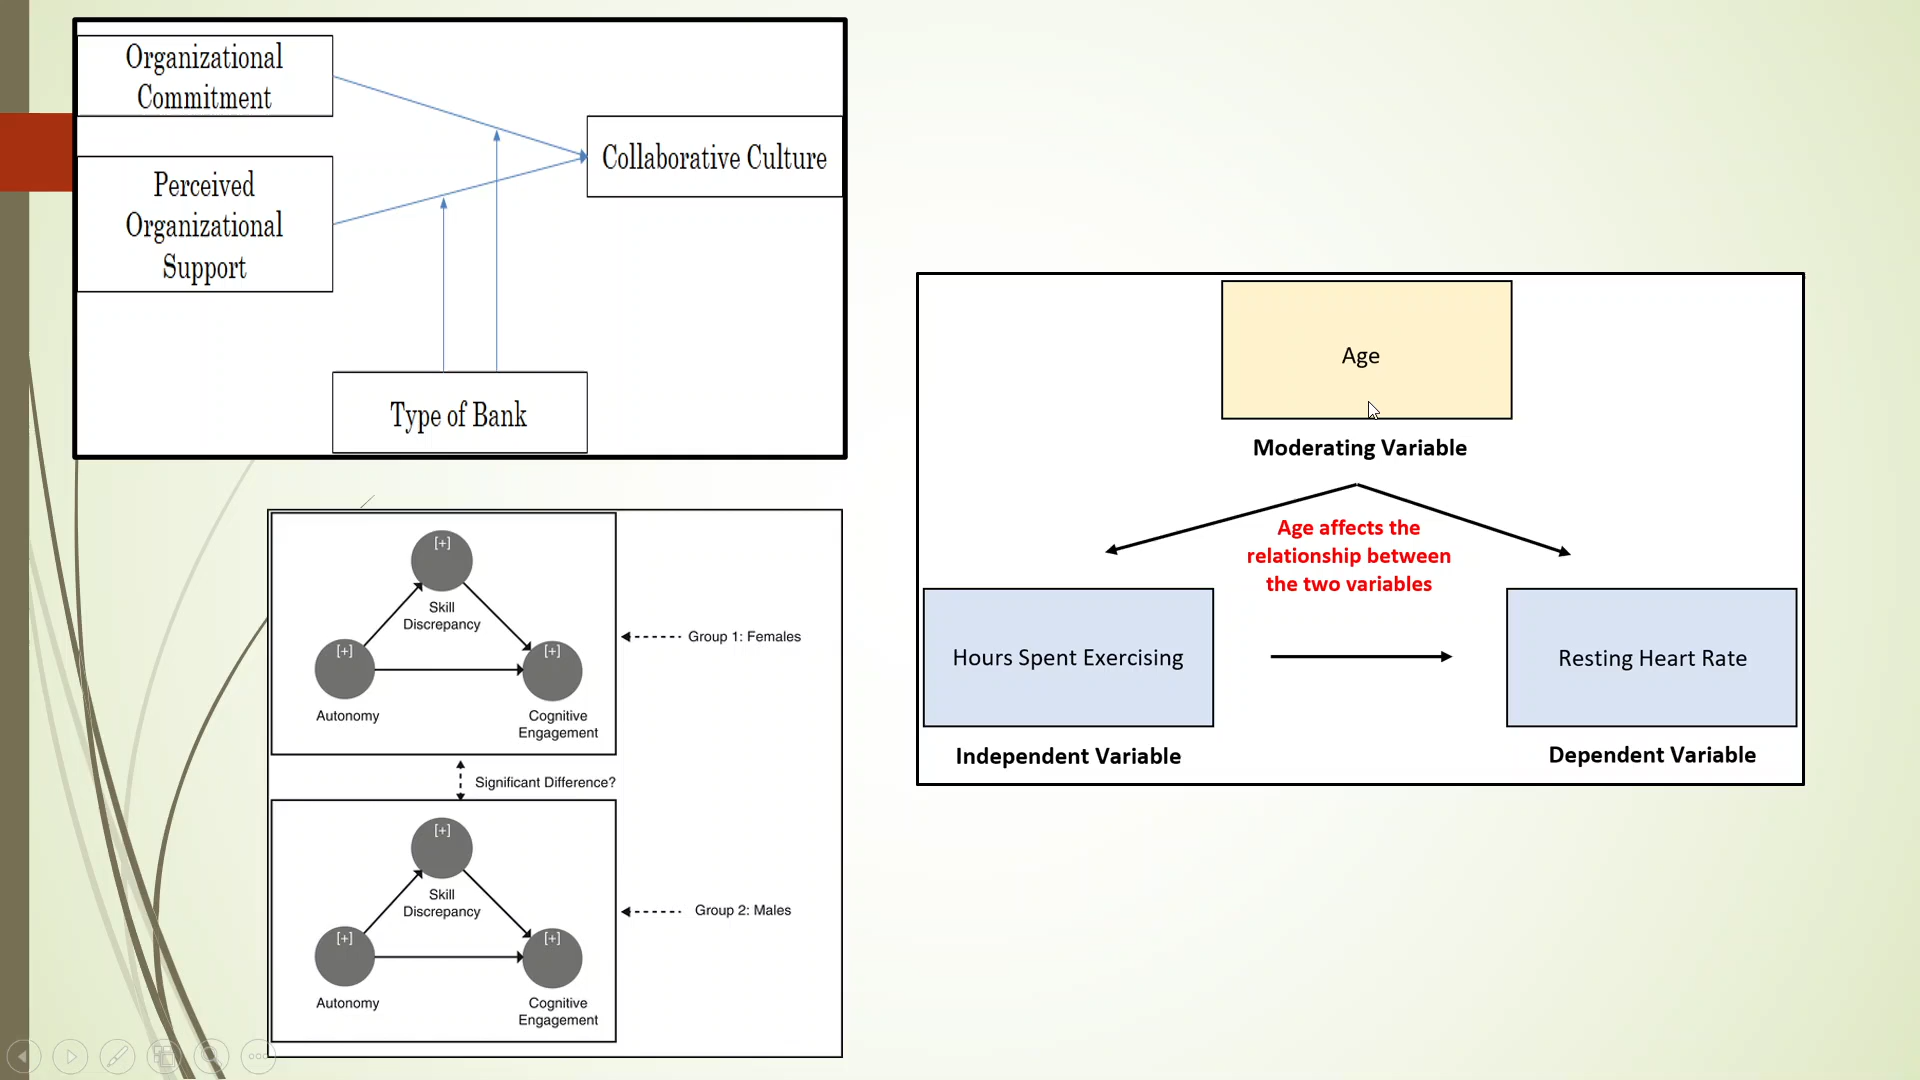 Organizational
Commitment
Perceived
Organizational
Support
Collaborative Culture
Type of Bank
[+]
Skill
Discrepancy
[+]
[+]
Autonomy
Cognitive
Engagement
Group 1: Females
Significant Difference?
[+]
Skill
Discrepancy
[+]
[+]
Autonomy
Cognitive
Engagement
Group 2: Males
Age
Moderating Variable
Age affects the
relationship between
the two variables
Hours Spent Exercising
Resting Heart Rate
Independent Variable
Dependent Variable